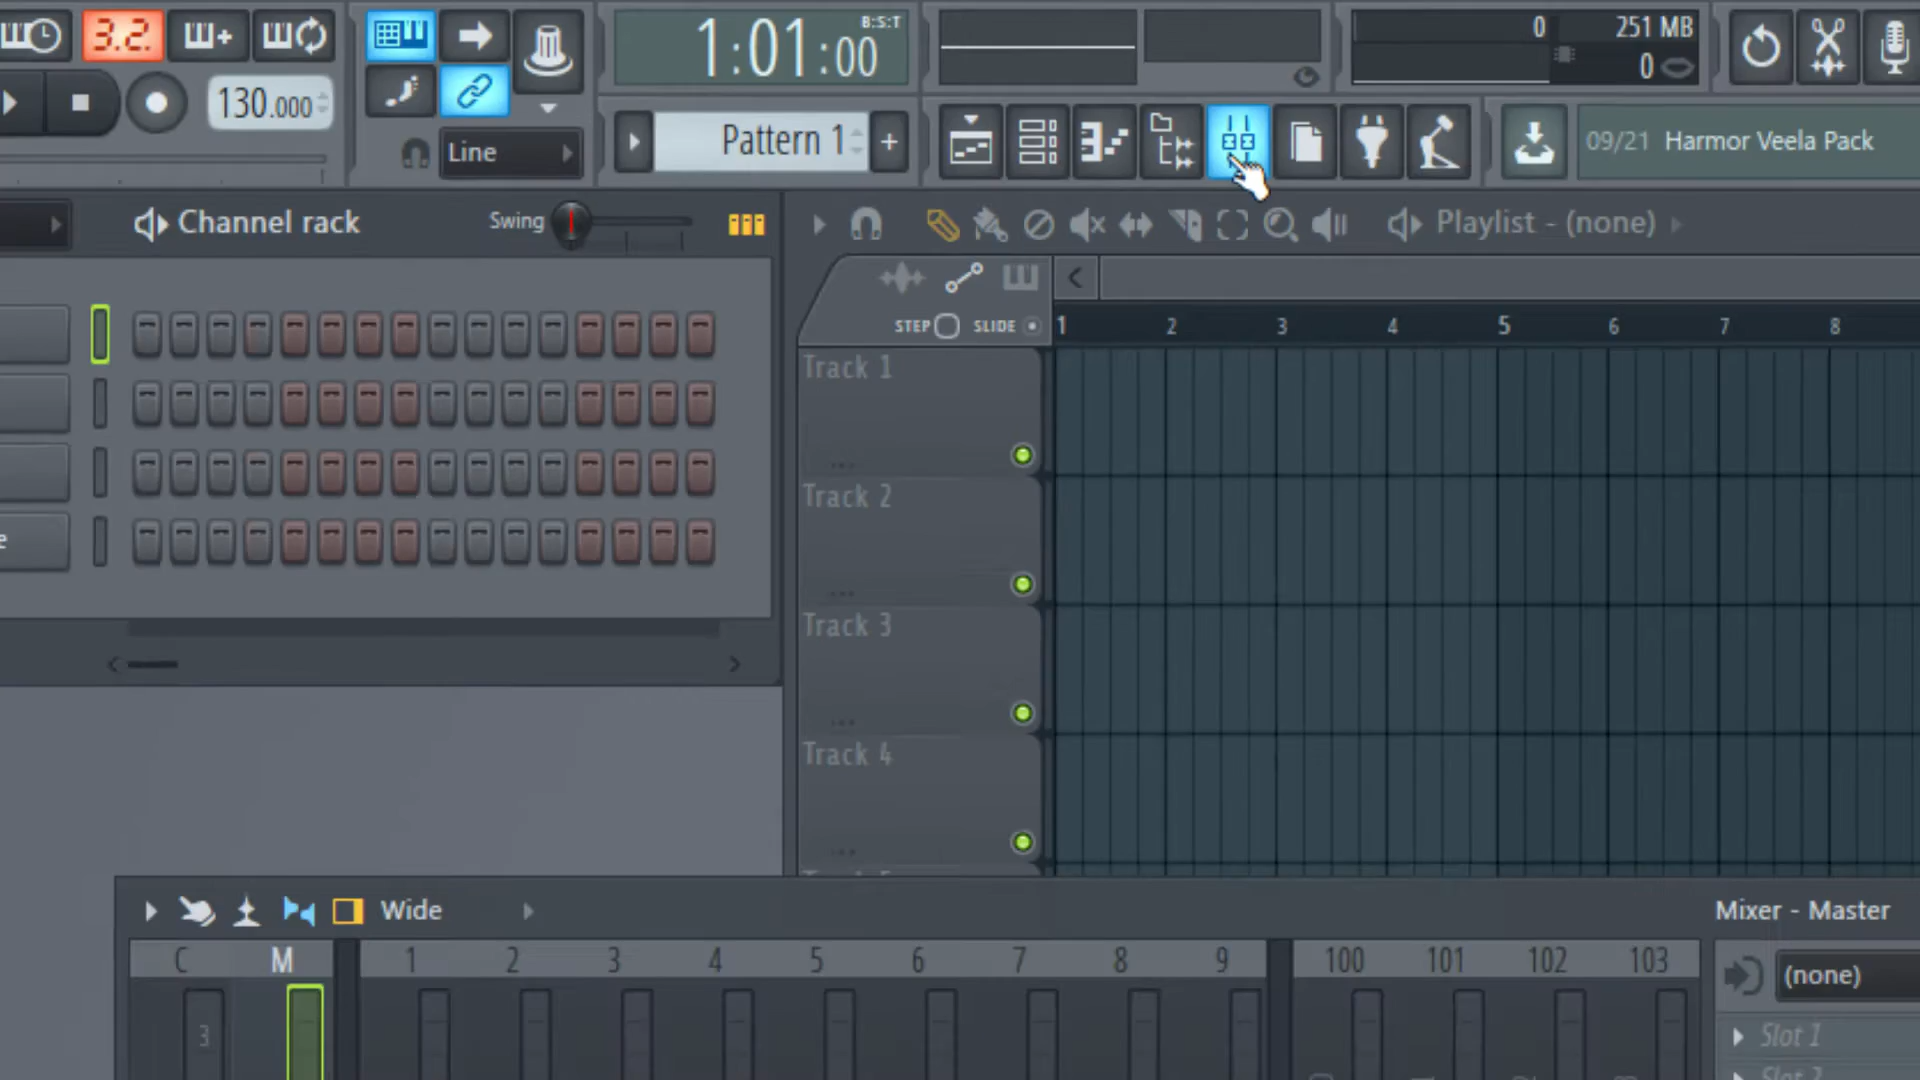 3.2.
1:01:00
B:S:T
0
251 MB
0
130.000
Line
Pattern 1
09/21 Harmor Veela Pack
Channel rack
Swing
Playlist - (none)
STEP
SLIDE
1 2 3 4 5 6 7 8
Track 1
Track 2
Track 3
Track 4
e
Wide
Mixer - Master
C M 1 2 3 4 5 6 7 8 9 100 101 102 103
(none)
3
Slot 1
Slot 2